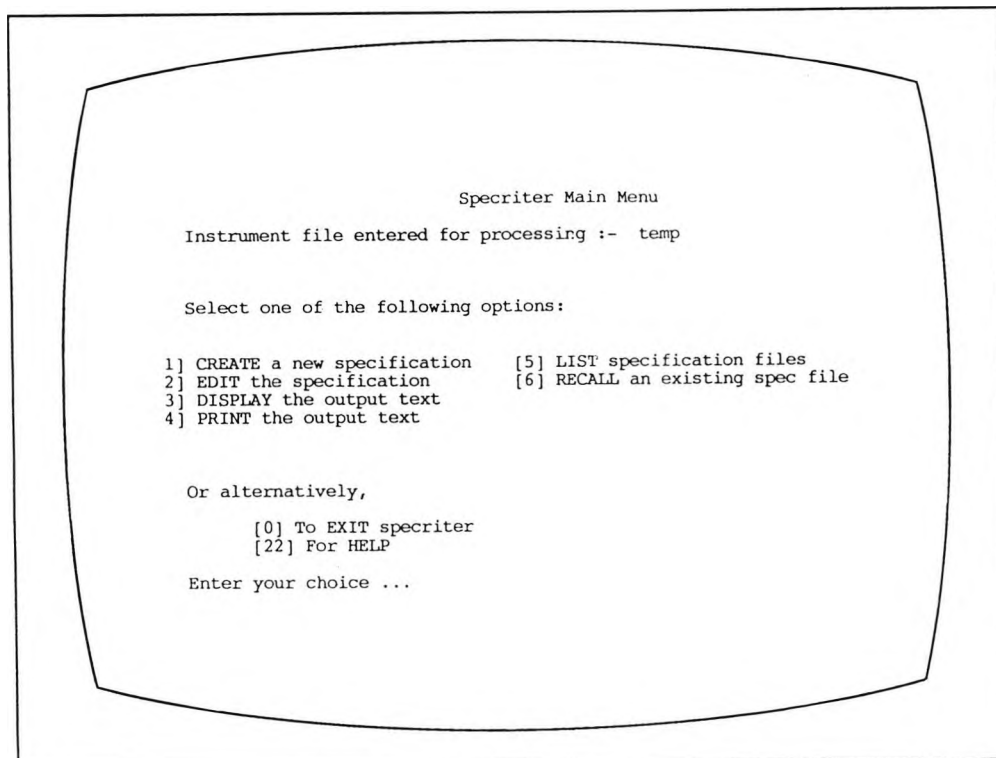 Specriter Main Menu
Instrument file entered for processing :- temp
Select one of the following options:
1] CREATE a new specification [5] LIST specification files
2] EDIT the specification [6] RECALL an existing spec file
3] DISPLAY the output text
4] PRINT the output text
Or alternatively,
[0] To EXIT specriter
[22] For HELP
Enter your choice ...